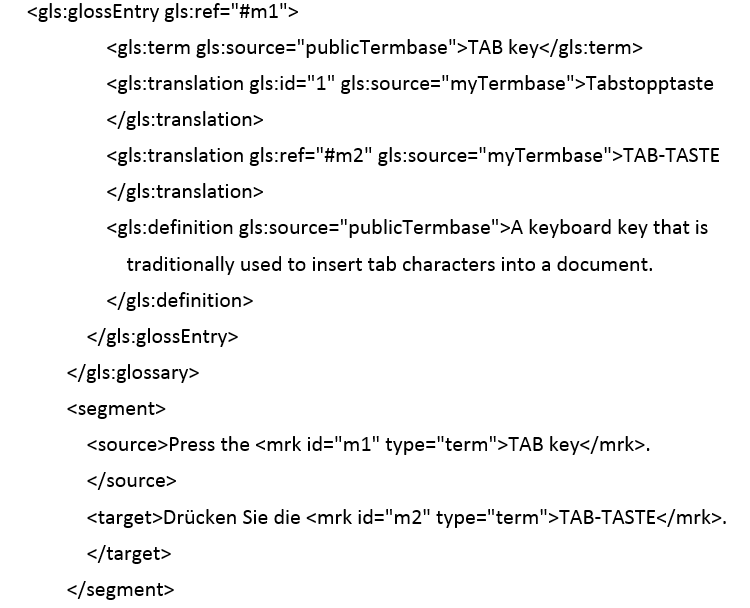 <gls:glossEntry gls:ref="#m1">
<gls:term gls:source="publicTermbase">TAB key</gls:term>
<gls:translation gls:id="1" gls:source="myTermbase">Tabstopptaste
</gls:translation>
<gls:translation gls:ref="#m2" gls:source="myTermbase">TAB-TASTE
</gls:translation>
<gls:definition gls:source="publicTermbase">A keyboard key that is
traditionally used to insert tab characters into a document.
</gls:definition>
</gls:glossEntry>
</gls:glossary>
<segment>
<source>Press the <mrk id="m1" type="term">TAB key</mrk>.
</source>
<target>Drücken Sie die <mrk id="m2" type="term">TAB-TASTE</mrk>.
</target>
</segment>